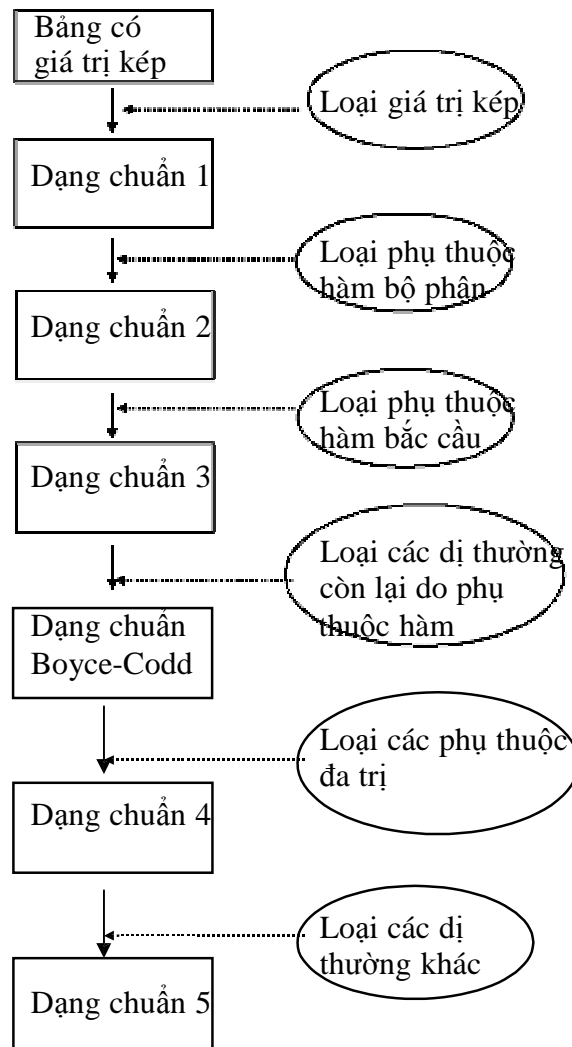 Bảng có
giá trị kép
Loại giá trị kép
Dạng chuẩn 1
Loại phụ thuộc
hàm bộ phận
Dạng chuẩn 2
Loại phụ thuộc
hàm bắc cầu
Dạng chuẩn 3
Loại các dị thường
còn lại do phụ
thuộc hàm
Dạng chuẩn
Boyce-Codd
Loại các phụ thuộc
đa trị
Dạng chuẩn 4
Loại các dị
thường khác
Dạng chuẩn 5